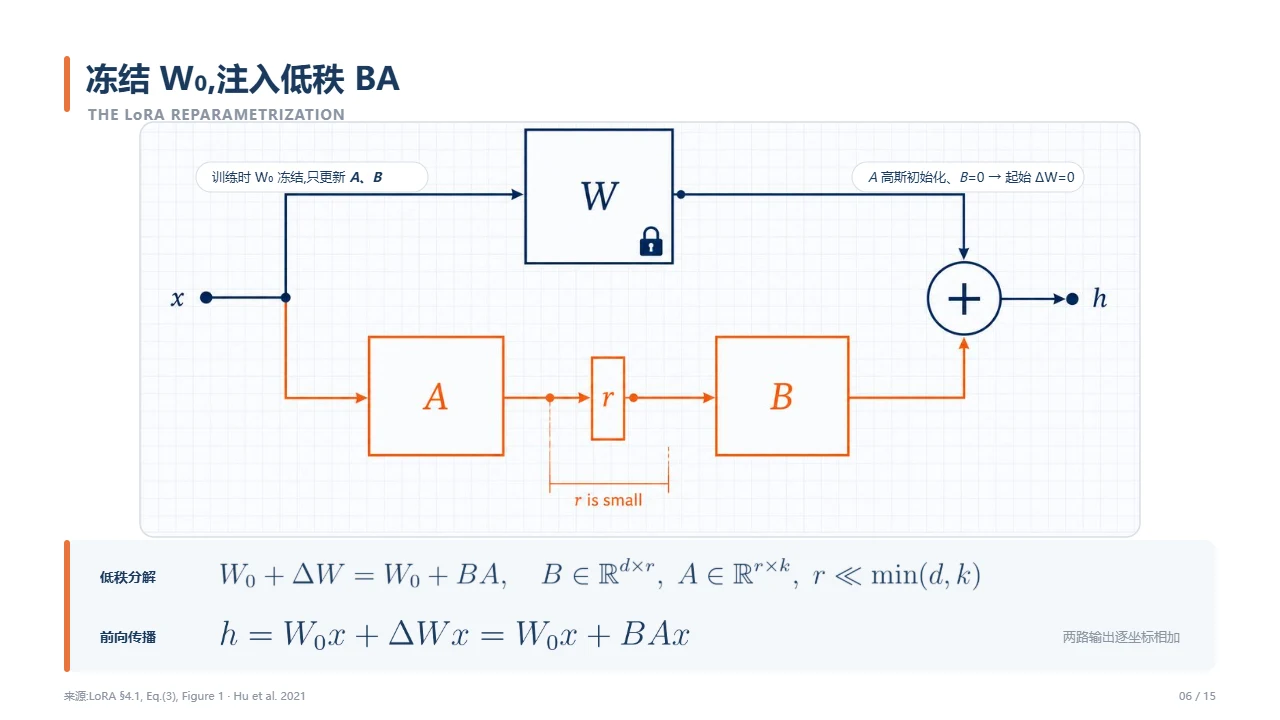 冻结 W₀,注入低秩 BA
THE LoRA REPARAMETRIZATION
训练时 W₀ 冻结,只更新 A、B
A 高斯初始化、B=0 → 起始 ΔW=0
W
x
+
h
A
r
B
r is small
低秩分解 W₀ + ΔW = W₀ + BA, B ∈ ℝ^{d×r}, A ∈ ℝ^{r×k}, r ≪ min(d, k)
前向传播 h = W₀x + ΔWx = W₀x + BAx 两路输出逐坐标相加
来源:LoRA §4.1, Eq.(3), Figure 1 · Hu et al. 2021
06 / 15